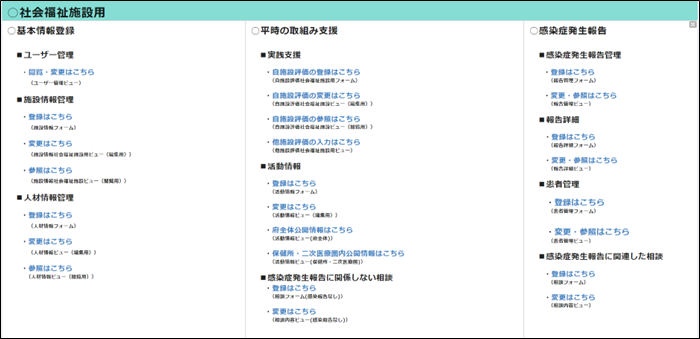 〇社会福祉施設用
〇基本情報登録
■ユーザー管理
・閲覧・変更はこちら
（ユーザー管理ビュー）
■施設情報管理
・登録はこちら
（施設情報フォーム）
・変更はこちら
（施設情報社会福祉施設用ビュー（編集用））
・参照はこちら
（施設情報社会福祉施設ビュー（閲覧用））
■人材情報管理
・登録はこちら
（人材情報フォーム）
・変更はこちら
（人材情報ビュー（編集用））
・参照はこちら
（人材情報ビュー（閲覧用））
〇平時の取組み支援
■実践支援
・自施設評価の登録はこちら
（自施設評価社会福祉施設用フォーム）
・自施設評価の変更はこちら
（自施設評価社会福祉施設ビュー（編集用））
・自施設評価の参照はこちら
（自施設評価社会福祉施設ビュー（閲覧用））
・他施設評価の入力はこちら
（他施設評価社会福祉施設用ビュー）
■活動情報
・登録はこちら
（活動情報フォーム）
・変更はこちら
（活動情報ビュー（編集用））
・府全体公開情報はこちら
（活動情報ビュー(府全体)）
・保健所・二次医療圏内公開情報はこちら
（活動情報ビュー(保健所・二次医療圏)）
■感染症発生報告に関係しない相談
・登録はこちら
（相談フォーム(感染報告なし)）
・変更はこちら
（相談内容ビュー(感染報告なし)）
〇感染症発生報告
■感染症発生報告管理
・登録はこちら
（報告管理フォーム）
・変更・参照はこちら
（報告管理ビュー）
■報告詳細
・登録はこちら
（報告詳細フォーム）
・変更・参照はこちら
（報告詳細ビュー）
■患者管理
・登録はこちら
（患者管理フォーム）
・変更・参照はこちら
（患者管理ビュー）
■感染症発生報告に関連した相談
・登録はこちら
（相談フォーム）
・変更はこちら
（相談内容ビュー）